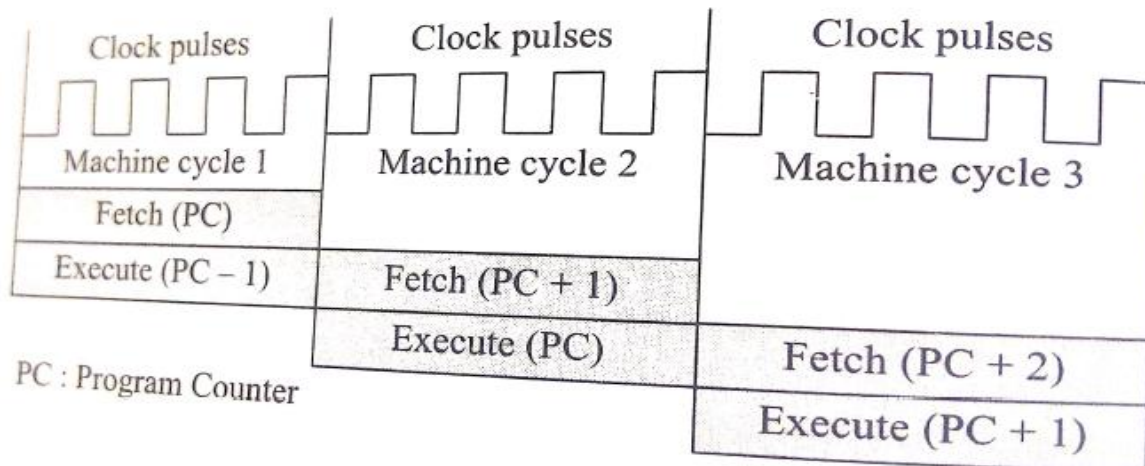 Clock pulses
Clock pulses
Clock pulses
Machine cycle 1
Machine cycle 2
Machine cycle 3
Fetch (PC)
Execute (PC – 1)
Fetch (PC + 1)
Execute (PC)
Fetch (PC + 2)
Execute (PC + 1)
PC : Program Counter